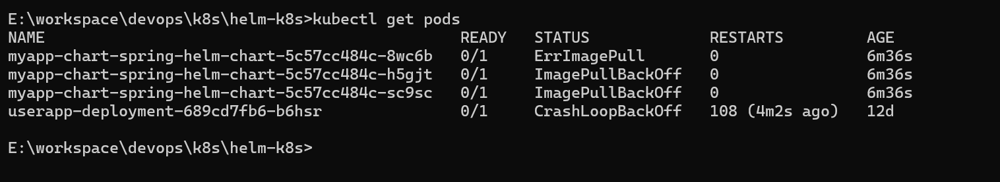 E:\workspace\devops\k8s\helm-k8s>kubectl get pods
NAME READY STATUS RESTARTS AGE
myapp-chart-spring-helm-chart-5c57cc484c-8wc6b 0/1 ErrImagePull 0 6m36s
myapp-chart-spring-helm-chart-5c57cc484c-h5gjt 0/1 ImagePullBackOff 0 6m36s
myapp-chart-spring-helm-chart-5c57cc484c-sc9sc 0/1 ImagePullBackOff 0 6m36s
userapp-deployment-689cd7fb6-b6hsr 0/1 CrashLoopBackOff 108 (4m2s ago) 12d
E:\workspace\devops\k8s\helm-k8s>